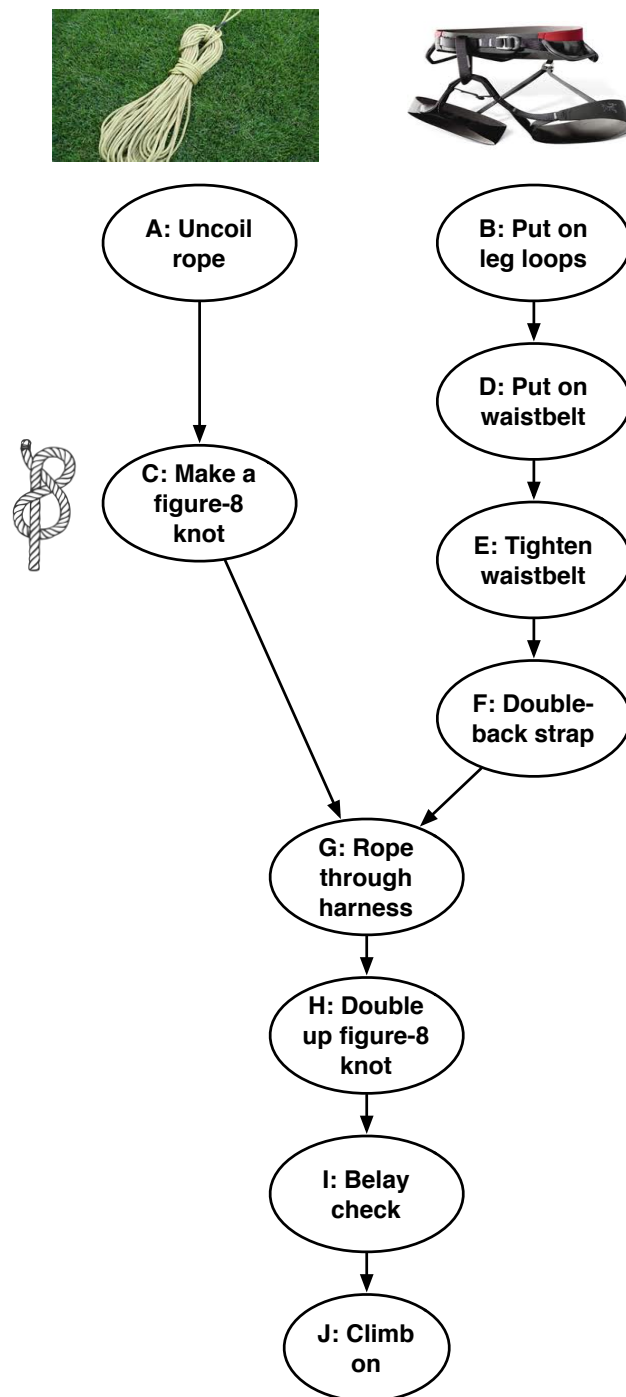 A: Uncoil
rope
B: Put on
leg loops
D: Put on
waistbelt
C: Make a
figure-8
knot
E: Tighten
waistbelt
F: Double-
back strap
G: Rope
through
harness
H: Double
up figure-8
knot
I: Belay
check
J: Climb
on